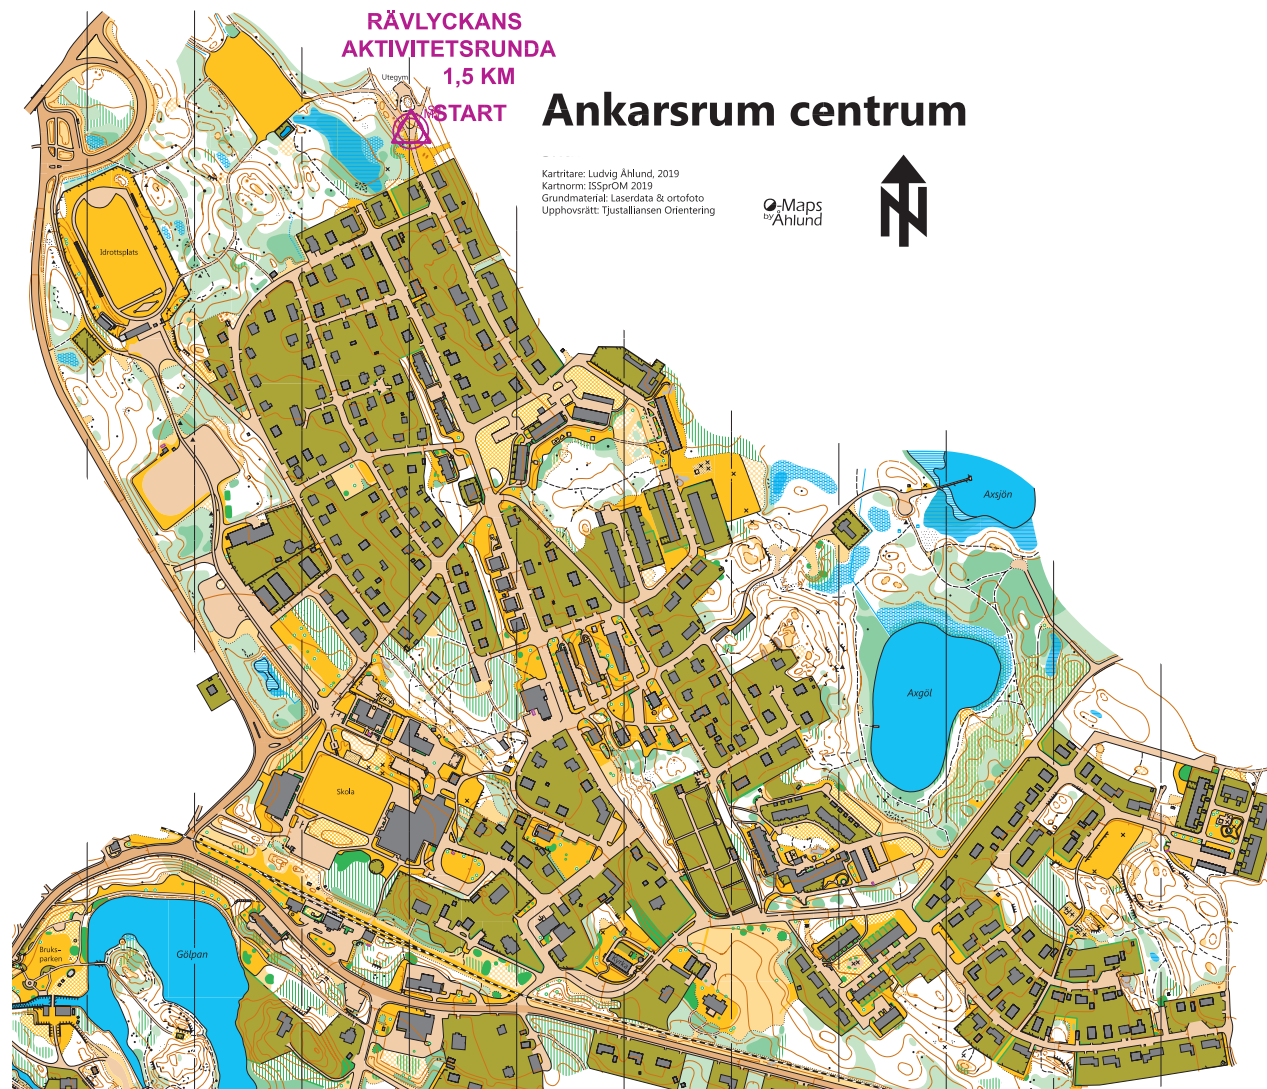 RÄVLYCKANS
AKTIVITETSRUNDA
1,5 KM
START
Utegym
Ankarsrum centrum
Kartritare: Ludvig Åhlund, 2019
Kartnorm: ISSprOM 2019
Grundmaterial: Laserdata & ortofoto
Upphovsrätt: Tjustalliansen Orientering
O-Maps
by Åhlund
Idrottsplats
Axsjön
Axgöl
Skola
Bruks-
parken
Gölpan